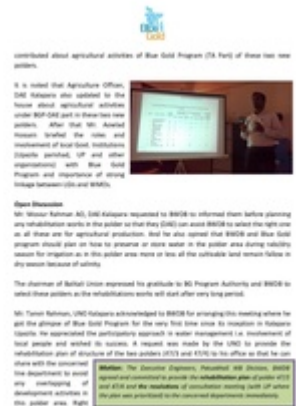 Blue Gold
contributed about agricultural activities of Blue Gold Program (TA Part) of these two new
polders.
It is noted that Agriculture Officer,
DAE Kalapara also updated to the
house about agricultural activities
under BGP-DAE part in these two new
polders. After that Mr. Hossain briefed the roles and
involvement of local Govt. Institutions
(Upazila parishad, UP and other
organizations) with Blue Gold
Program and importance of strong
linkage between LGIs and WMOs.
Open Discussion
Mr. Rahman AO, DAE-Kalapara requested to BWDB to informed them before planning
any rehabilitation works in the polder so that they (DAE) can assist BWDB to select the right one
as all these are for agricultural production. And he also opined that BWDB and Blue Gold
program should plan on how to preserve or store water in the polder area during rabi/dry
season for irrigation as in this polder area more or less all the cultivable land remain fallow in
dry season because of salinity.
The chairman of Baltali Union expressed his gratitude to BG Program Authority and BWDB to
select these polders as the rehabilitations works will start after very long period.
Mr. Rahman, UNO Kalapara acknowledged to BWDB for arranging this meeting where he
got the glimpse of Blue Gold Program for the very first time since its inception in Kalapara
Upazila. He appreciated the participatory approach in water management i.e. involvement of
local people and wished its success. A request was made by the UNO to provide the
rehabilitation plan of structure of the two polders (47/3 and 47/4) to his office so that he can
share with the concerned
line department to avoid
any overlapping of
development activities in
this polder area. Right
Motion: The Executive Engineer, Patuakhali WD Division, BWDB
agreed and committed to provide the rehabilitation plan of polder 47/3
and 47/4 and the resolutions of consultation meeting (with UP where
the plan was prioritized) to the concerned departments immediately.